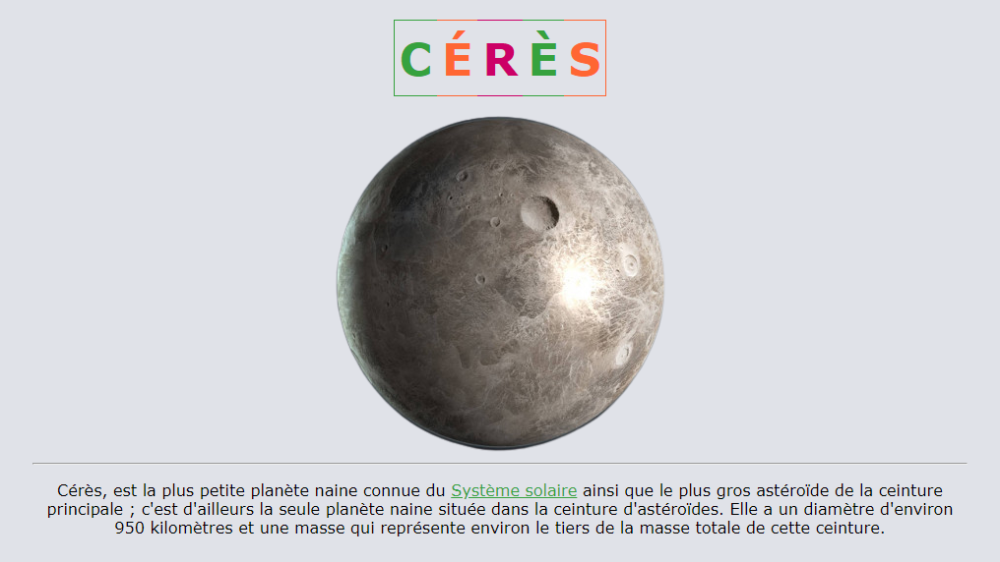 CÉRÈS
Cérès, est la plus petite planète naine connue du Système solaire ainsi que le plus gros astéroïde de la ceinture
principale ; c'est d'ailleurs la seule planète naine située dans la ceinture d'astéroïdes. Elle a un diamètre d'environ
950 kilomètres et une masse qui représente environ le tiers de la masse totale de cette ceinture.